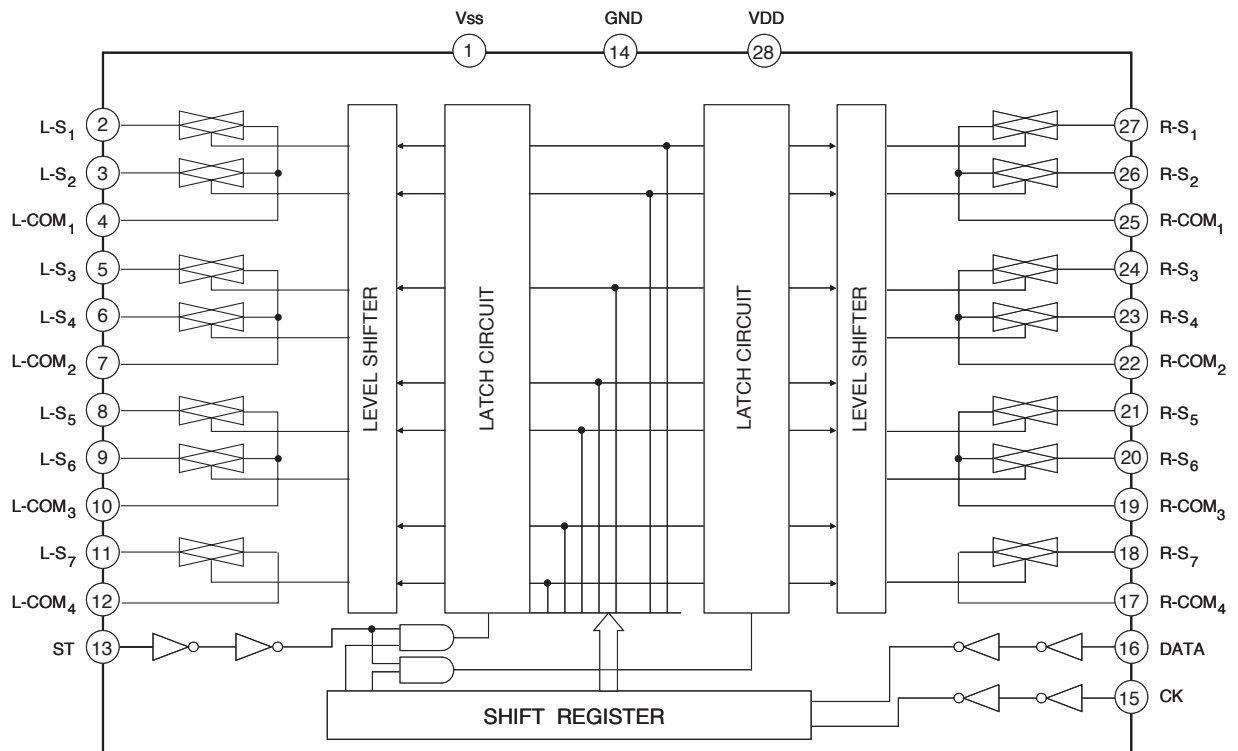 Vss GND VDD
1 14 28
L-S1 2
L-S2 3
L-COM1 4
L-S3 5
L-S4 6
L-COM2 7
L-S5 8
L-S6 9
L-COM3 10
L-S7 11
L-COM4 12
ST 13
LEVEL SHIFTER
LATCH CIRCUIT
LATCH CIRCUIT
LEVEL SHIFTER
27 R-S1
26 R-S2
25 R-COM1
24 R-S3
23 R-S4
22 R-COM2
21 R-S5
20 R-S6
19 R-COM3
18 R-S7
17 R-COM4
16 DATA
15 CK
SHIFT REGISTER